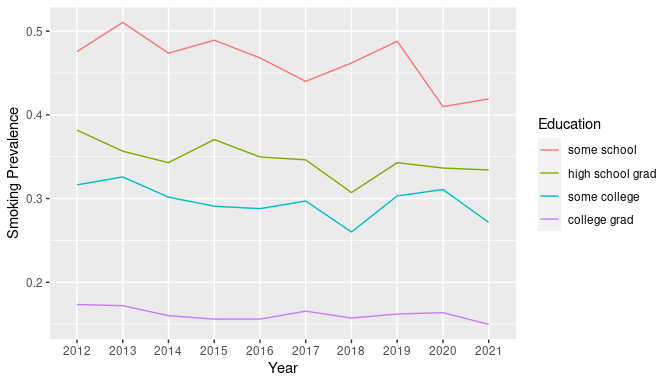 0.5
0.4
0.3
0.2
Smoking Prevalence
2012 2013 2014 2015 2016 2017 2018 2019 2020 2021
Year
Education
some school
high school grad
some college
college grad